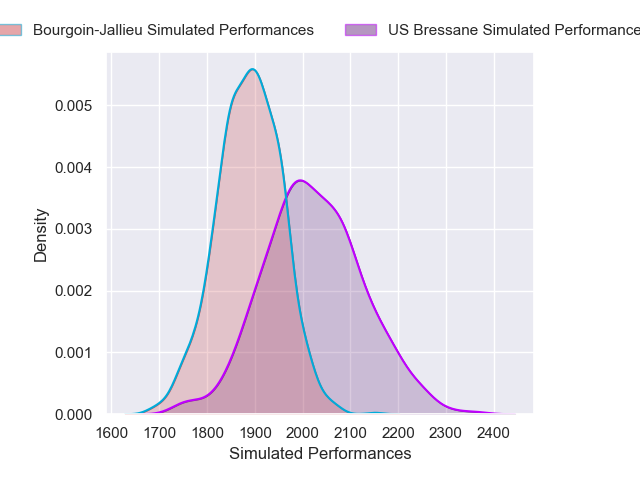 Bourgoin-Jallieu Simulated Performances
US Bressane Simulated Performance
0.005
0.004
0.003
0.002
0.001
0.000
Density
1600 1700 1800 1900 2000 2100 2200 2300 2400
Simulated Performances